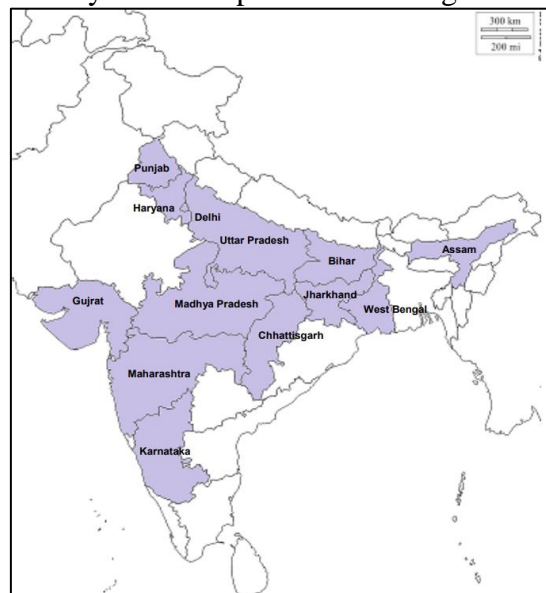 300 km
200 mi
Punjab
Haryana
Delhi
Uttar Pradesh
Assam
Bihar
Gujrat
Madhya Pradesh
Jharkhand
West Bengal
Chhattisgarh
Maharashtra
Karnataka